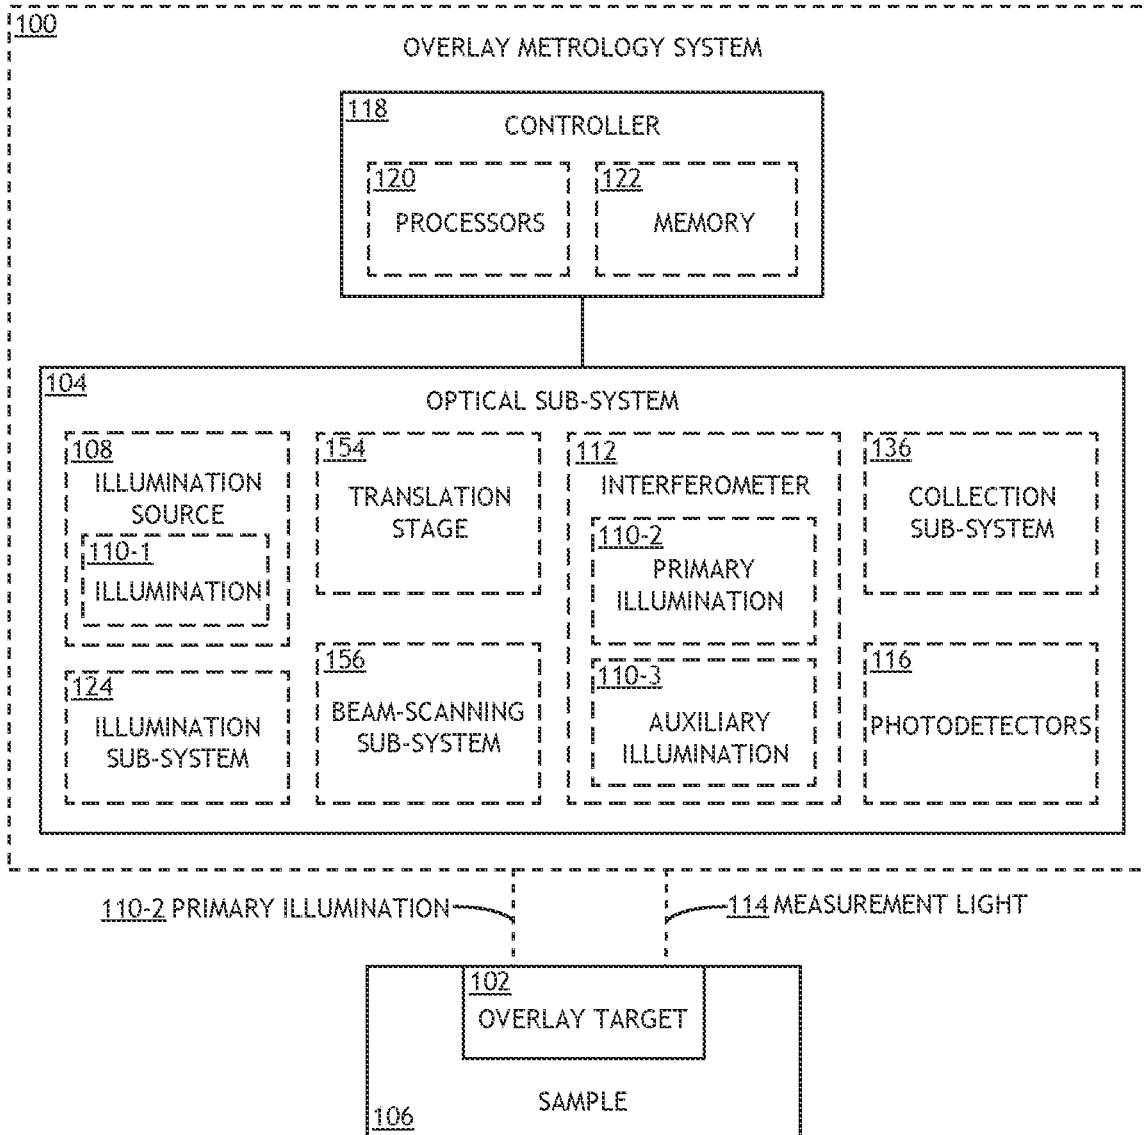 100
OVERLAY METROLOGY SYSTEM
118
CONTROLLER
120
PROCESSORS
122
MEMORY
104
OPTICAL SUB-SYSTEM
108
ILLUMINATION
SOURCE
110-1
ILLUMINATION
124
ILLUMINATION
SUB-SYSTEM
154
TRANSLATION
STAGE
156
BEAM-SCANNING
SUB-SYSTEM
112
INTERFEROMETER
110-2
PRIMARY
ILLUMINATION
110-3
AUXILIARY
ILLUMINATION
136
COLLECTION
SUB-SYSTEM
116
PHOTODETECTORS
110-2 PRIMARY ILLUMINATION
114 MEASUREMENT LIGHT
102
OVERLAY TARGET
SAMPLE
106